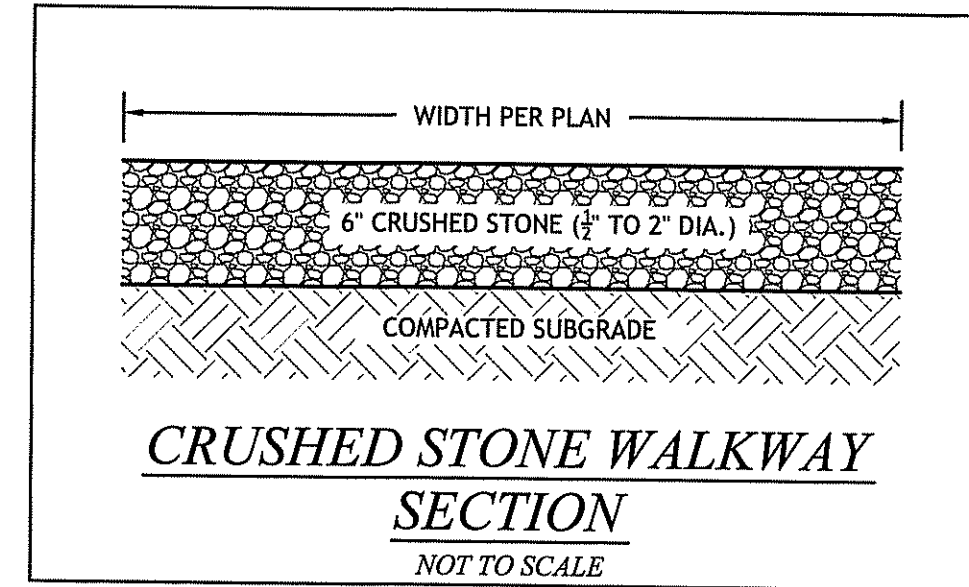 WIDTH PER PLAN
6" CRUSHED STONE (½" TO 2" DIA.)
COMPACTED SUBGRADE
CRUSHED STONE WALKWAY
SECTION
NOT TO SCALE